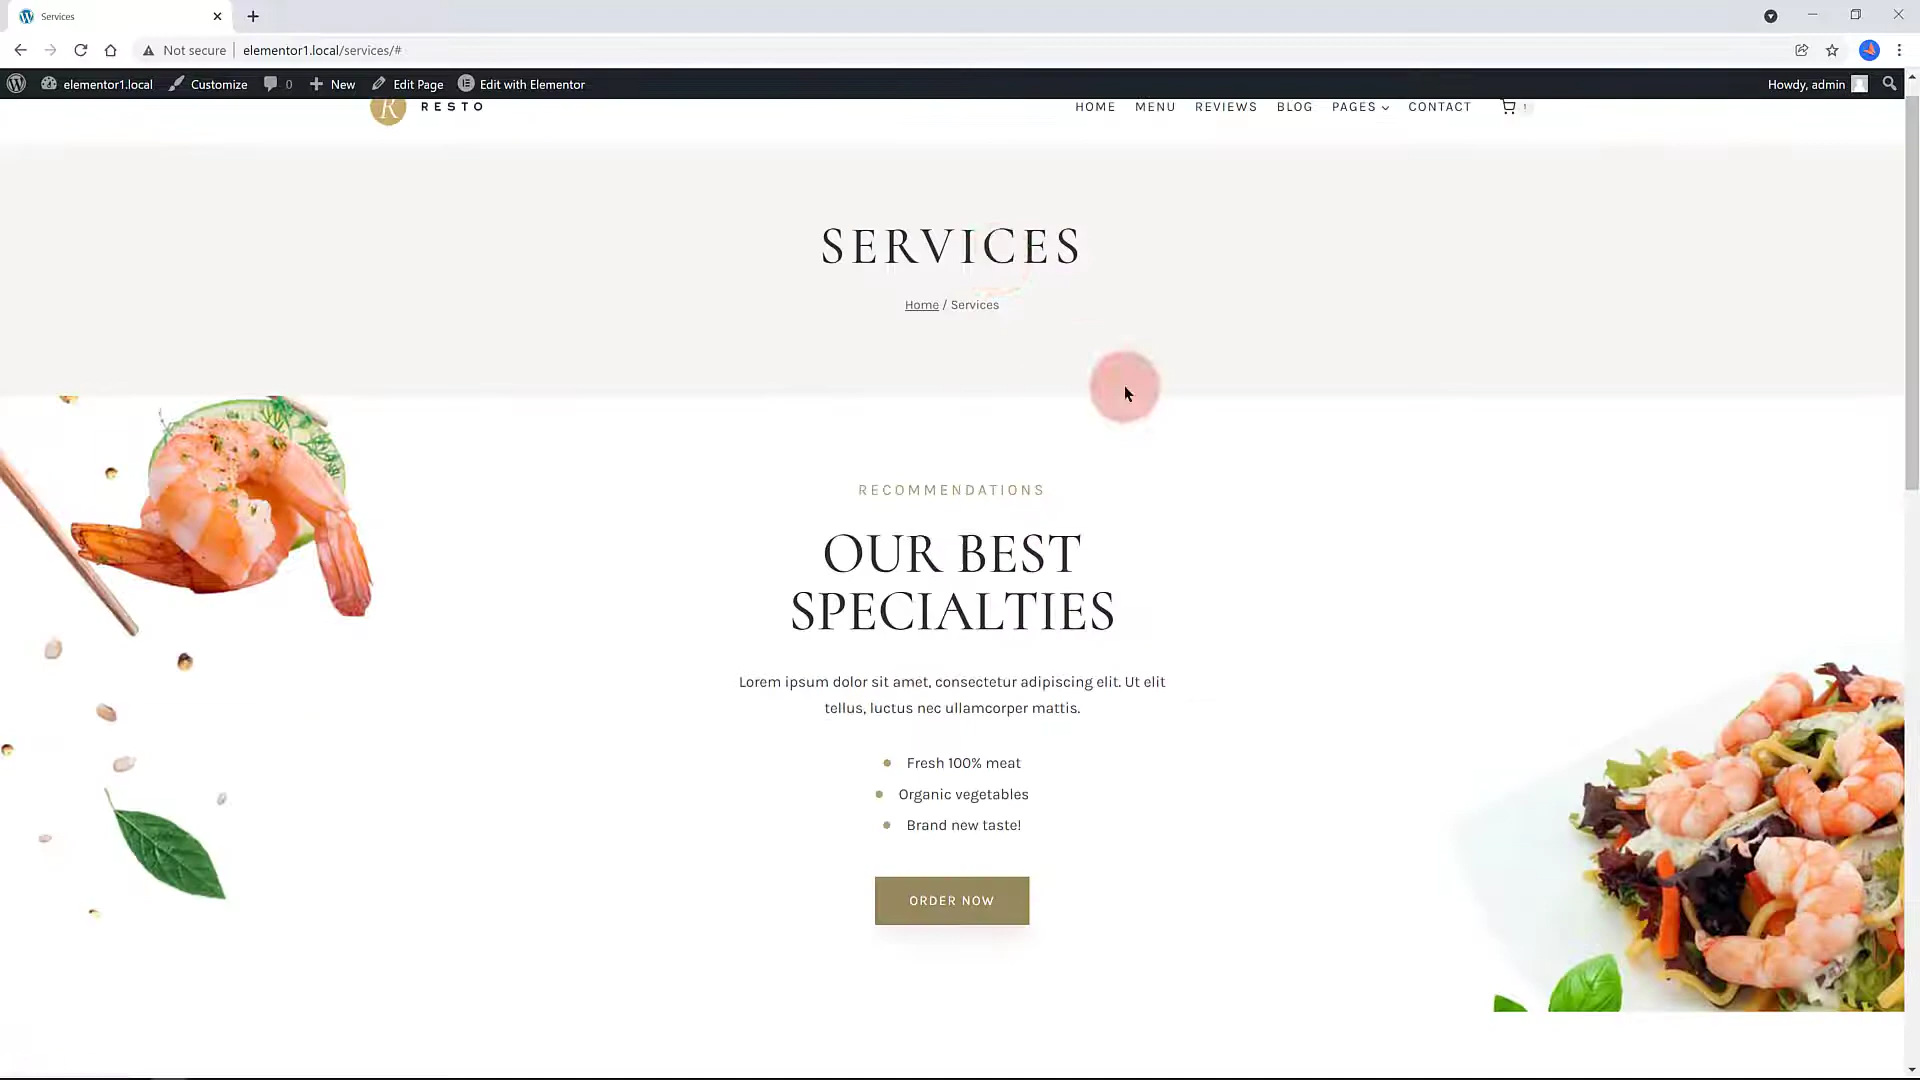 Services
Not secure elementor1.local/services/#
elementor1.local Customize 0 New Edit Page Edit with Elementor Howdy, admin
R RESTO HOME MENU REVIEWS BLOG PAGES CONTACT 1
SERVICES
Home / Services
RECOMMENDATIONS
OUR BEST
SPECIALTIES
Lorem ipsum dolor sit amet, consectetur adipiscing elit. Ut elit
tellus, luctus nec ullamcorper mattis.
Fresh 100% meat
Organic vegetables
Brand new taste!
ORDER NOW